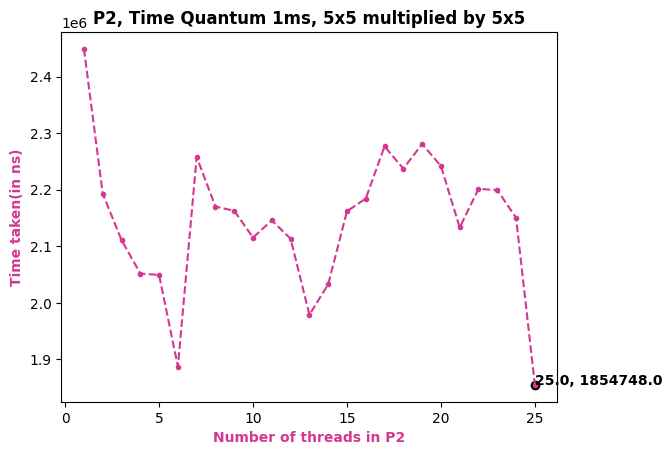 P2, Time Quantum 1ms, 5x5 multiplied by 5x5
1e6
2.4
2.3
2.2
2.1
2.0
1.9
Time taken(in ns)
25.0, 1854748.0
0 5 10 15 20 25
Number of threads in P2